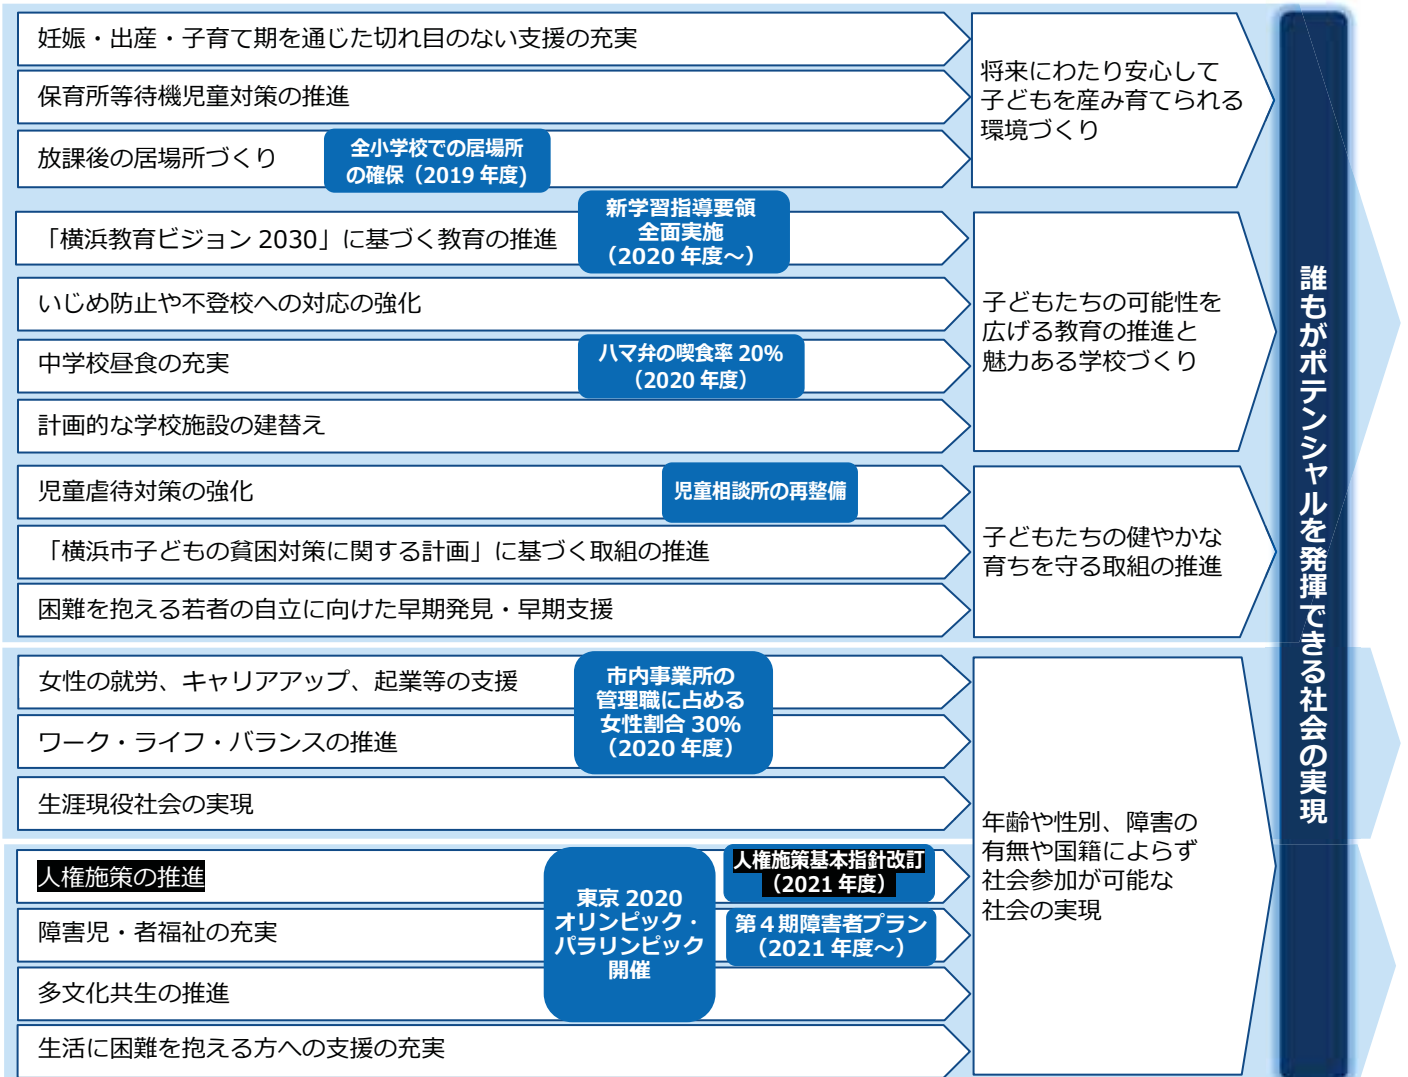 妊娠・出産・子育て期を通じた切れ目のない支援の充実
保育所等待機児童対策の推進
放課後の居場所づくり
全小学校での居場所
の確保（2019 年度)
将来にわたり安心して
子どもを産み育てられる
環境づくり
「横浜教育ビジョン 2030」に基づく教育の推進
新学習指導要領
全面実施
（2020 年度～）
いじめ防止や不登校への対応の強化
中学校昼食の充実
ハマ弁の喫食率 20%
（2020 年度）
計画的な学校施設の建替え
子どもたちの可能性を
広げる教育の推進と
魅力ある学校づくり
児童虐待対策の強化
児童相談所の再整備
「横浜市子どもの貧困対策に関する計画」に基づく取組の推進
困難を抱える若者の自立に向けた早期発見・早期支援
子どもたちの健やかな
育ちを守る取組の推進
女性の就労、キャリアアップ、起業等の支援
ワーク・ライフ・バランスの推進
市内事業所の
管理職に占める
女性割合 30%
（2020 年度）
生涯現役社会の実現
人権施策の推進
人権施策基本指針改訂
（2021 年度）
障害児・者福祉の充実
東京 2020
オリンピック・
パラリンピック
開催
第４期障害者プラン
（2021 年度～）
多文化共生の推進
生活に困難を抱える方への支援の充実
年齢や性別、障害の
有無や国籍によらず
社会参加が可能な
社会の実現
誰もがポテンシャルを発揮できる社会の実現